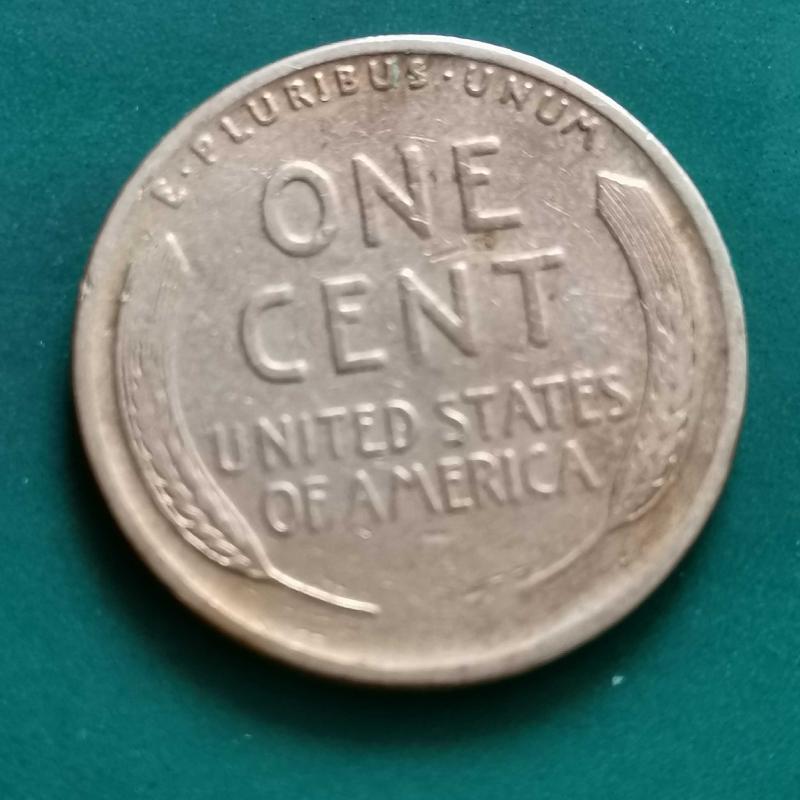 E·PLURIBUS·UNUM
ONE
CENT
UNITED STATES
OF AMERICA